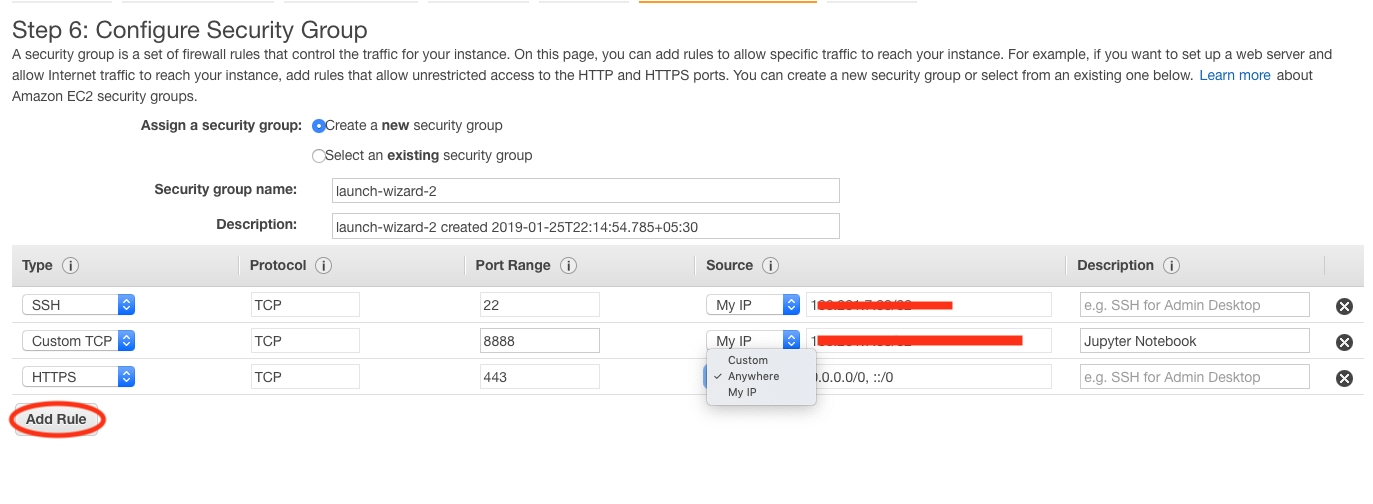 Step 6: Configure Security Group
A security group is a set of firewall rules that control the traffic for your instance. On this page, you can add rules to allow specific traffic to reach your instance. For example, if you want to set up a web server and
allow Internet traffic to reach your instance, add rules that allow unrestricted access to the HTTP and HTTPS ports. You can create a new security group or select from an existing one below. Learn more about
Amazon EC2 security groups.
Assign a security group: Create a new security group
Select an existing security group
Security group name: launch-wizard-2
Description: launch-wizard-2 created 2019-01-25T22:14:54.785+05:30
Type i Protocol i Port Range i Source i Description i
SSH TCP 22 My IP e.g. SSH for Admin Desktop
Custom TCP TCP 8888 My IP Jupyter Notebook
Custom
Anywhere
My IP
HTTPS TCP 443 0.0.0.0/0, ::/0 e.g. SSH for Admin Desktop
Add Rule